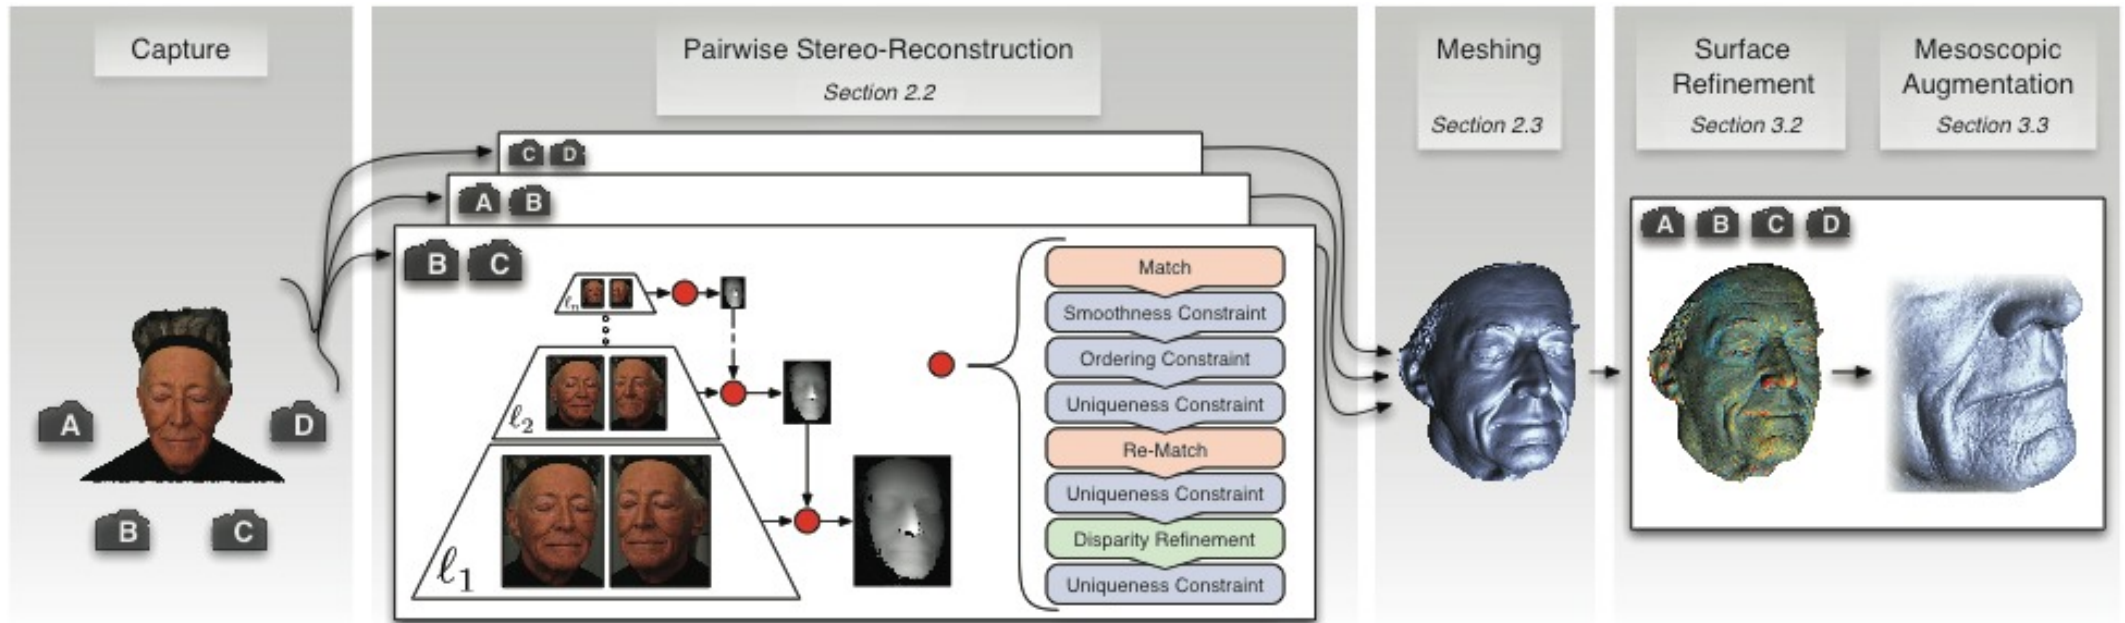 Capture
A
B
C
D
Pairwise Stereo-Reconstruction
Section 2.2
C D
A B
B C
ℓn
ℓ2
ℓ1
Match
Smoothness Constraint
Ordering Constraint
Uniqueness Constraint
Re-Match
Uniqueness Constraint
Disparity Refinement
Uniqueness Constraint
Meshing
Section 2.3
Surface
Refinement
Section 3.2
Mesoscopic
Augmentation
Section 3.3
A B C D